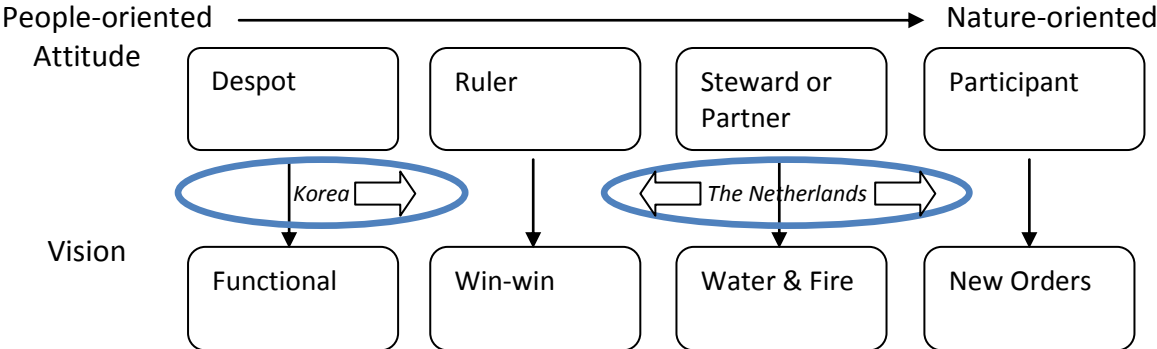 People-oriented Nature-oriented
Attitude
Despot Ruler Steward or Participant
Partner
Korea The Netherlands
Vision
Functional Win-win Water & Fire New Orders